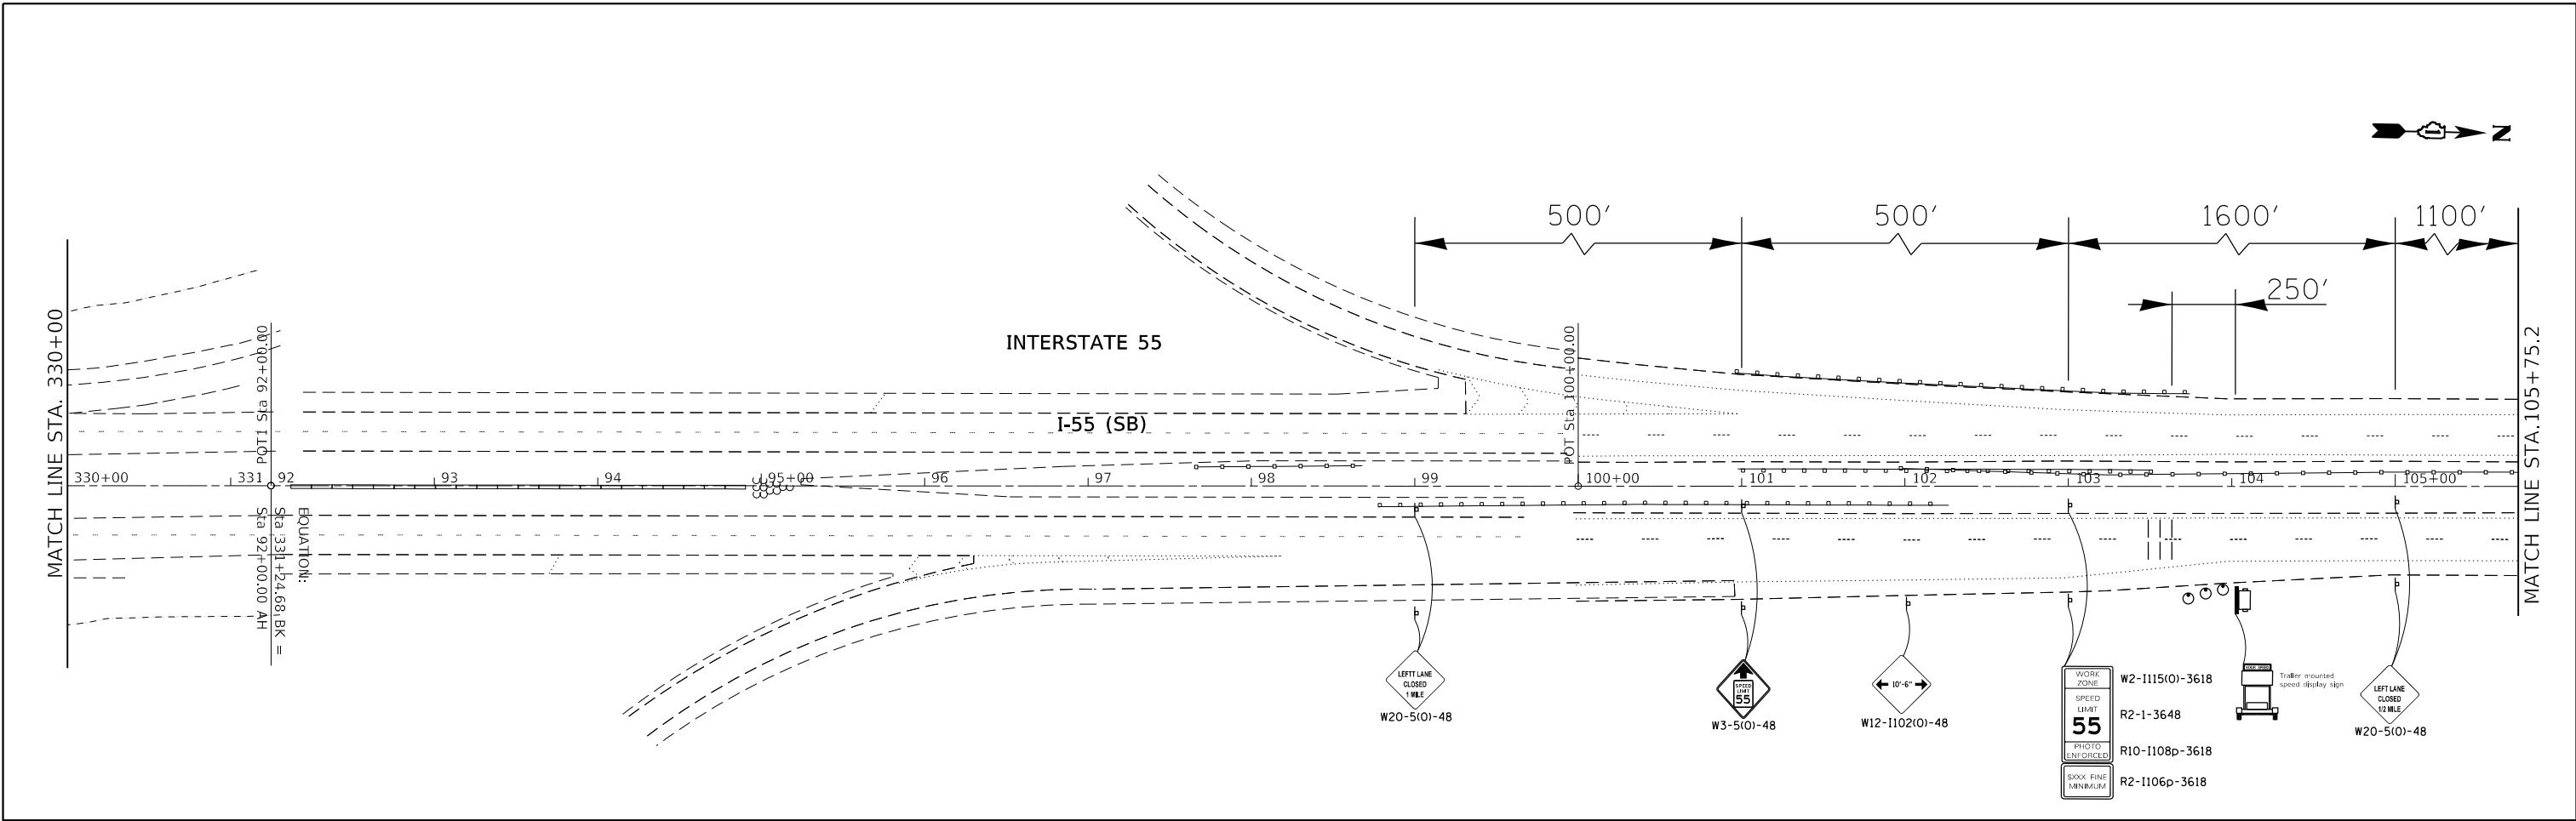 N
500'
500'
1600'
1100'
250'
MATCH LINE STA. 330+00
MATCH LINE STA.105+75.2
INTERSTATE 55
I-55 (SB)
POT1 Sta 92+00.00
POT Sta 100+00.00
330+00
331
92
93
94
95+00
96
97
98
99
100+00
101
102
103
104
105+00
EQUATION:
Sta 331+24.68 BK =
Sta 92+00.00 AH
LEFTT LANE
CLOSED
1 MILE
W20-5(O)-48
SPEED
LIMIT
55
W3-5(O)-48
10'-6"
W12-I102(O)-48
WORK
ZONE
W2-I115(O)-3618
SPEED
LIMIT
55
R2-1-3648
PHOTO
ENFORCED
R10-I108p-3618
$XXX FINE
MINIMUM
R2-I106p-3618
YOUR SPEED
Trailer mounted
speed display sign
LEFT LANE
CLOSED
1/2 MILE
W20-5(O)-48